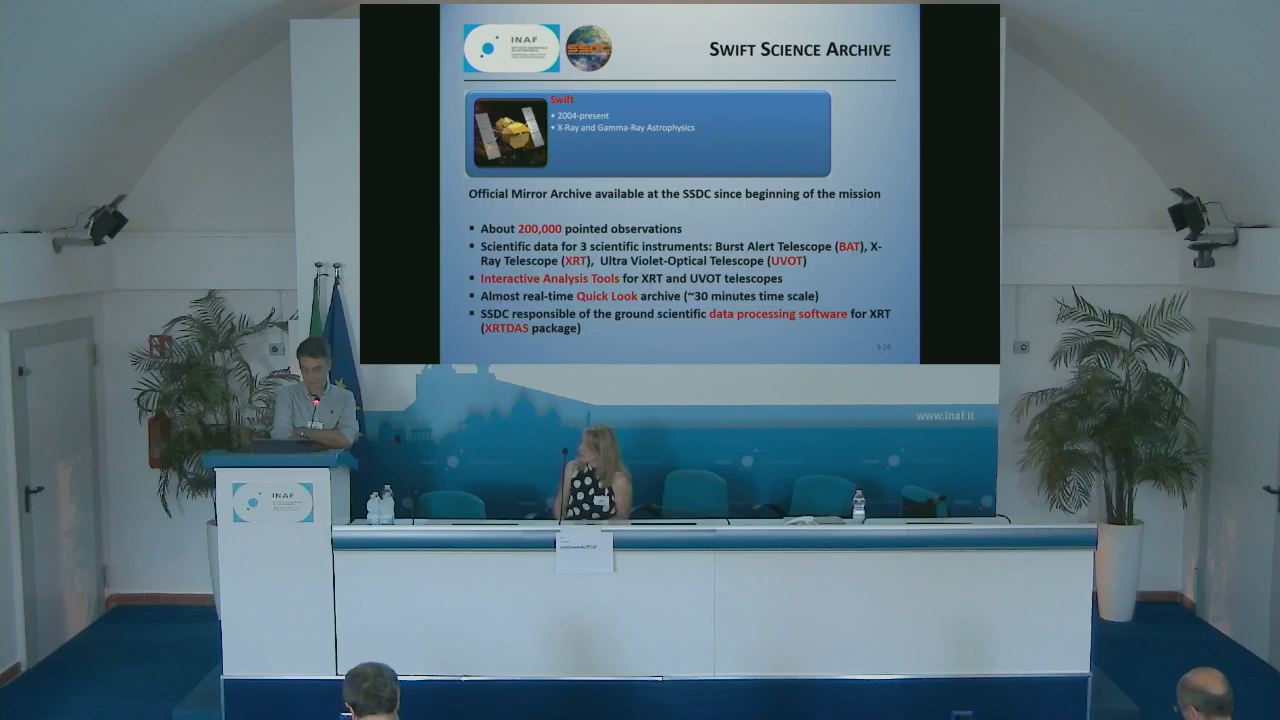 INAF
SSDC
SWIFT SCIENCE ARCHIVE
Swift
• 2004-present
• X-Ray and Gamma-Ray Astrophysics
Official Mirror Archive available at the SSDC since beginning of the mission
▪ About 200,000 pointed observations
▪ Scientific data for 3 scientific instruments: Burst Alert Telescope (BAT), X-
Ray Telescope (XRT), Ultra Violet-Optical Telescope (UVOT)
▪ Interactive Analysis Tools for XRT and UVOT telescopes
▪ Almost real-time Quick Look archive (~30 minutes time scale)
▪ SSDC responsible of the ground scientific data processing software for XRT
(XRTDAS package)
www.inaf.it
INAF